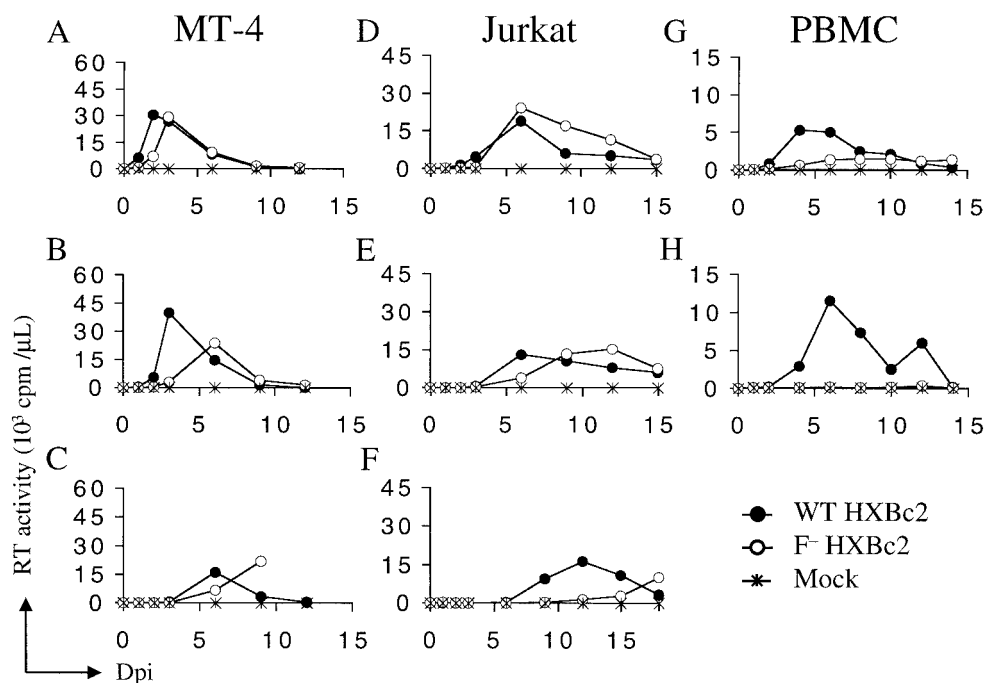 A MT-4 D Jurkat G PBMC
60 45 15
45 30 10
30 15 5
15 0 0
0
0 5 10 15 0 5 10 15 0 5 10 15
B E H
60 45 15
45 30 10
30 15 5
15 0 0
0
0 5 10 15 0 5 10 15 0 5 10 15
C F
60 45
45 30
30 15
15 0
0
0 5 10 15 0 5 10 15
WT HXBc2
F⁻ HXBc2
Mock
RT activity (10³ cpm /μL)
Dpi